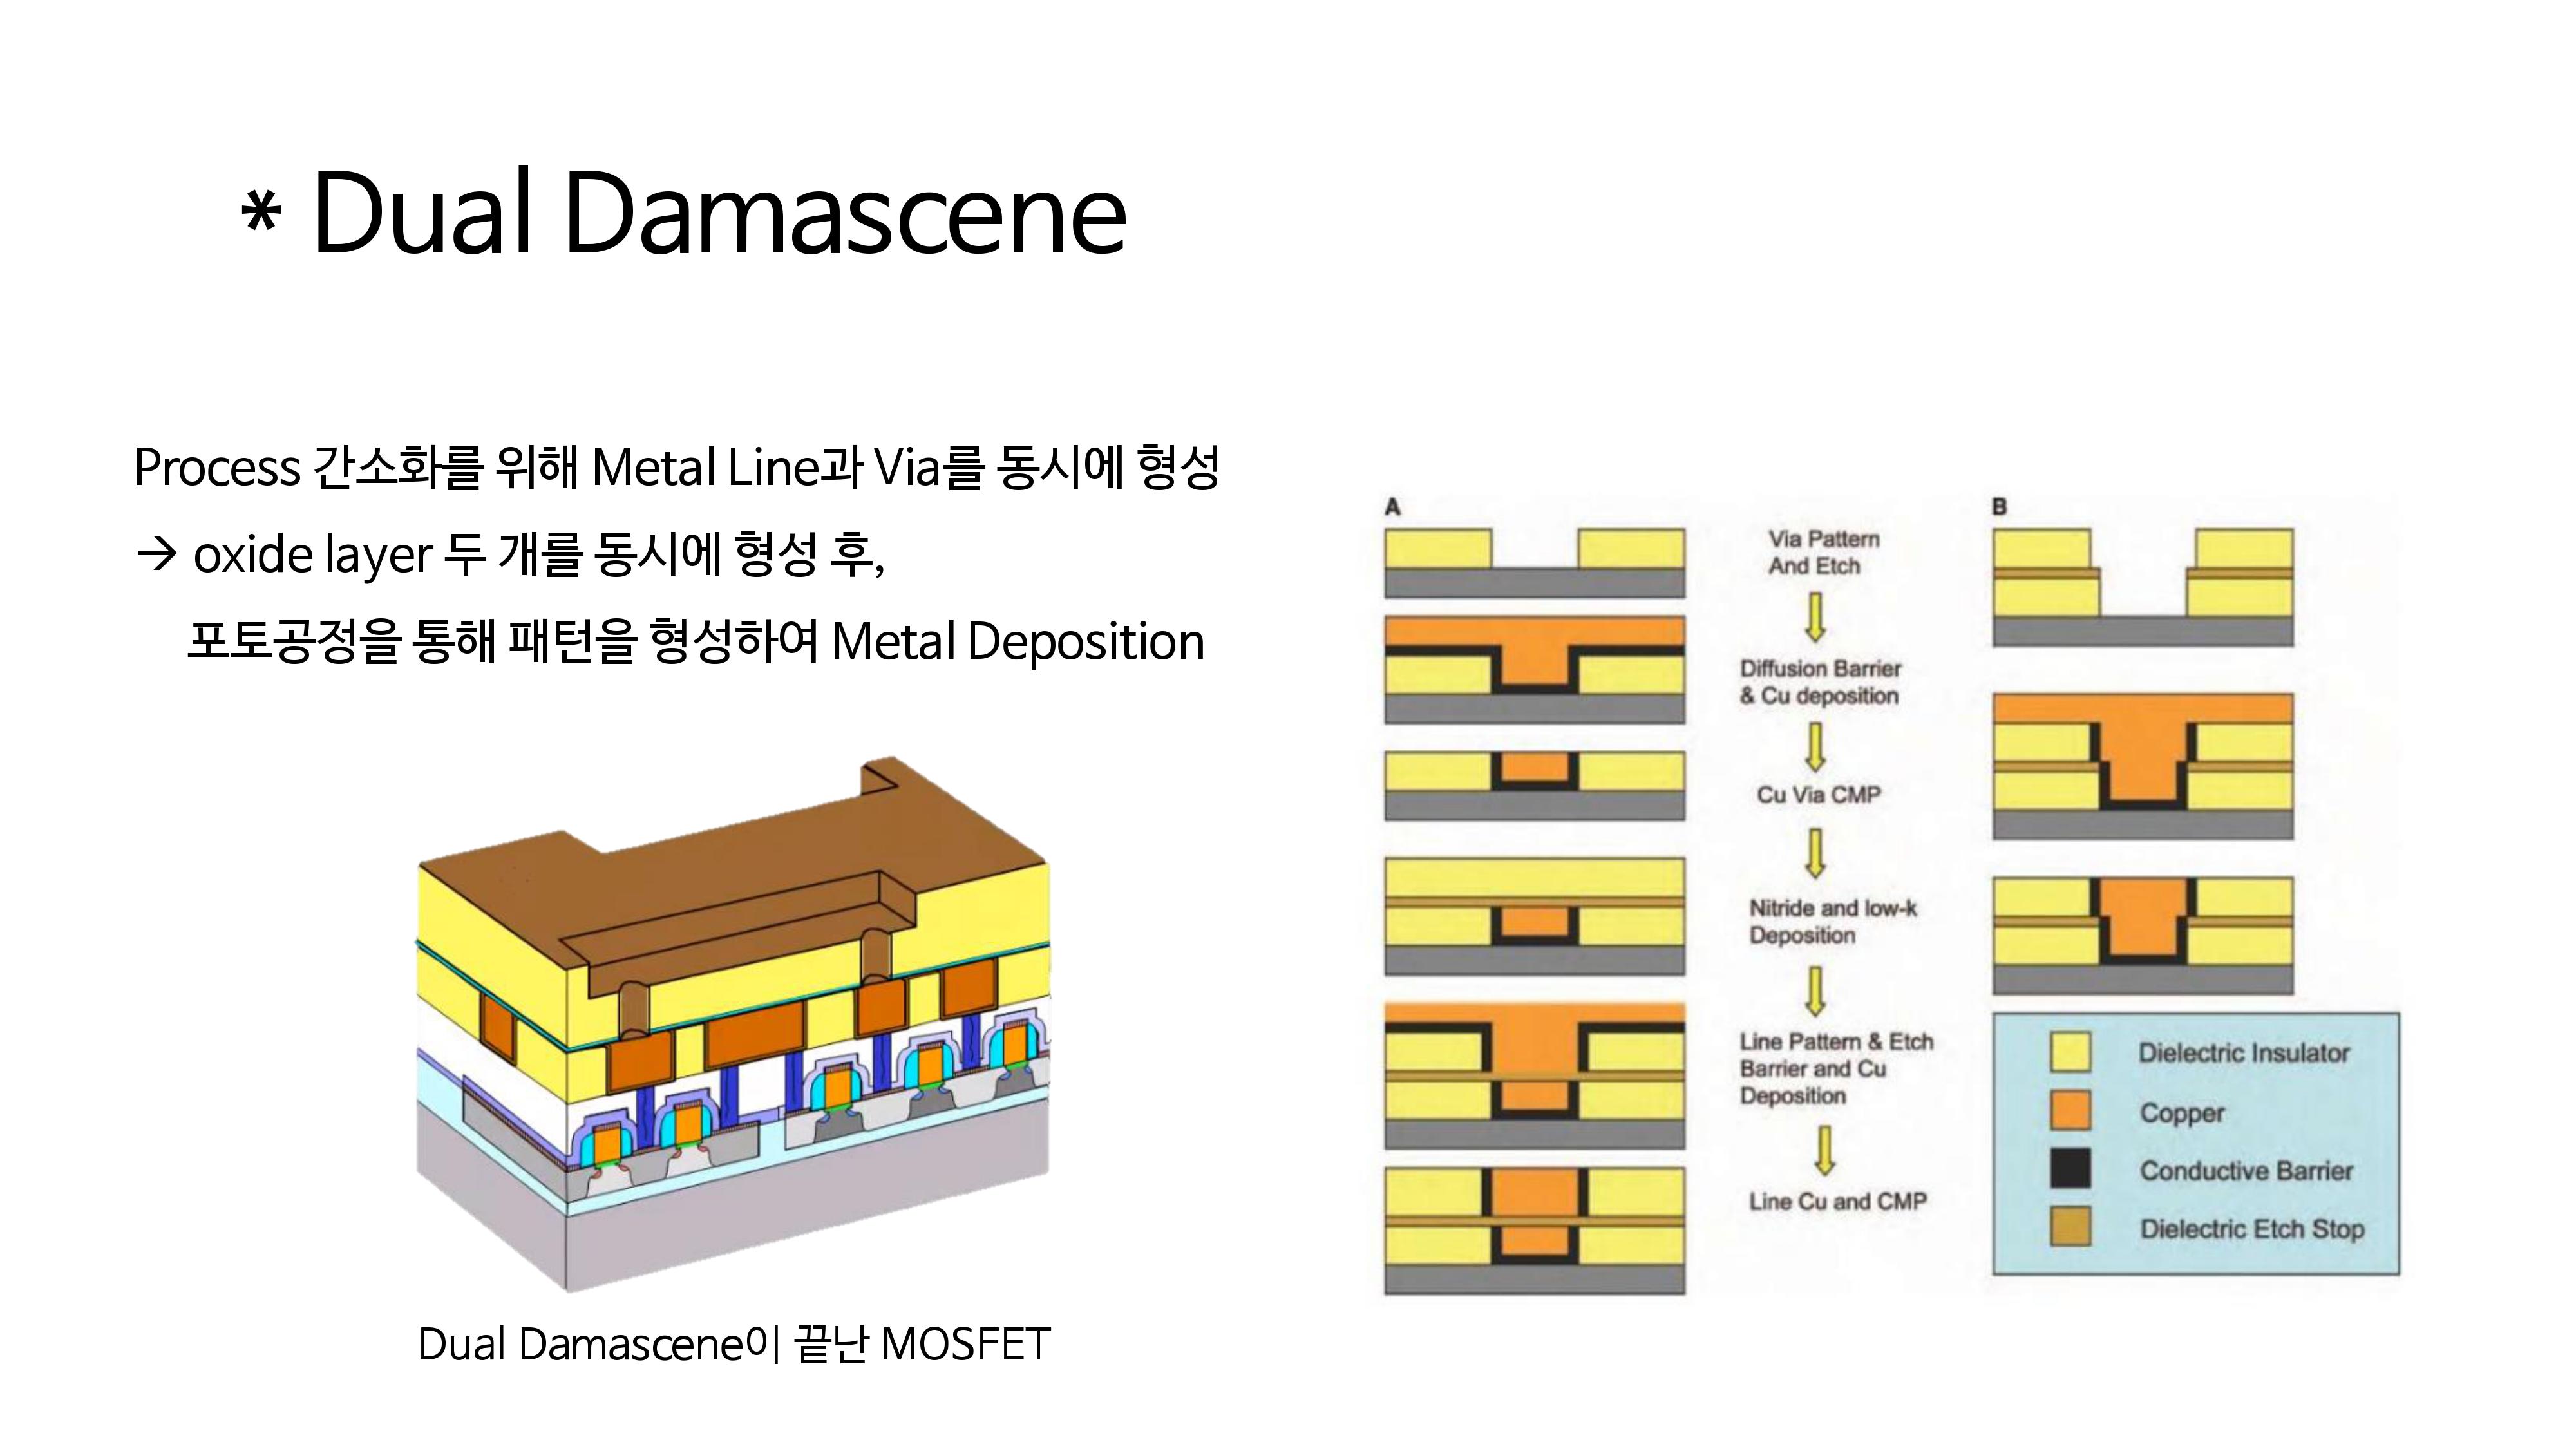 * Dual Damascene
Process 간소화를 위해 Metal Line과 Via를 동시에 형성
→ oxide layer 두 개를 동시에 형성 후,
포토공정을 통해 패턴을 형성하여 Metal Deposition
Dual Damascene이 끝난 MOSFET
A
Via Pattern
And Etch
Diffusion Barrier
& Cu deposition
Cu Via CMP
Nitride and low-k
Deposition
Line Pattern & Etch
Barrier and Cu
Deposition
Line Cu and CMP
B
Dielectric Insulator
Copper
Conductive Barrier
Dielectric Etch Stop